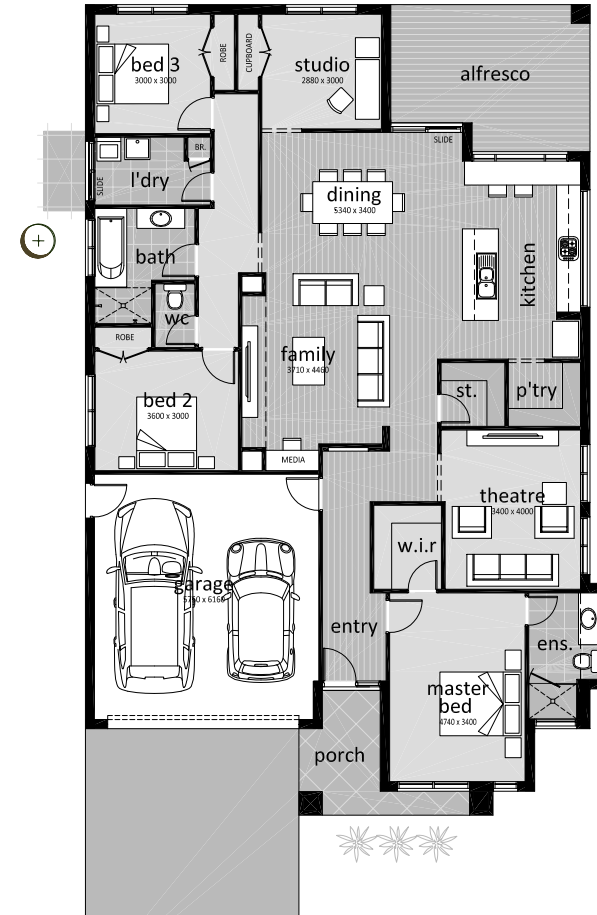 bed 3
3000 x 3000
ROBE
CUPBOARD
studio
2880 x 3000
alfresco
SLIDE
BR.
l'dry
SLIDE
dining
5340 x 3400
bath
kitchen
wc
ROBE
family
3710 x 4460
bed 2
3600 x 3000
st.
p'try
MEDIA
theatre
3400 x 4000
w.i.r
garage
entry
ens.
master
bed
4740 x 3400
porch